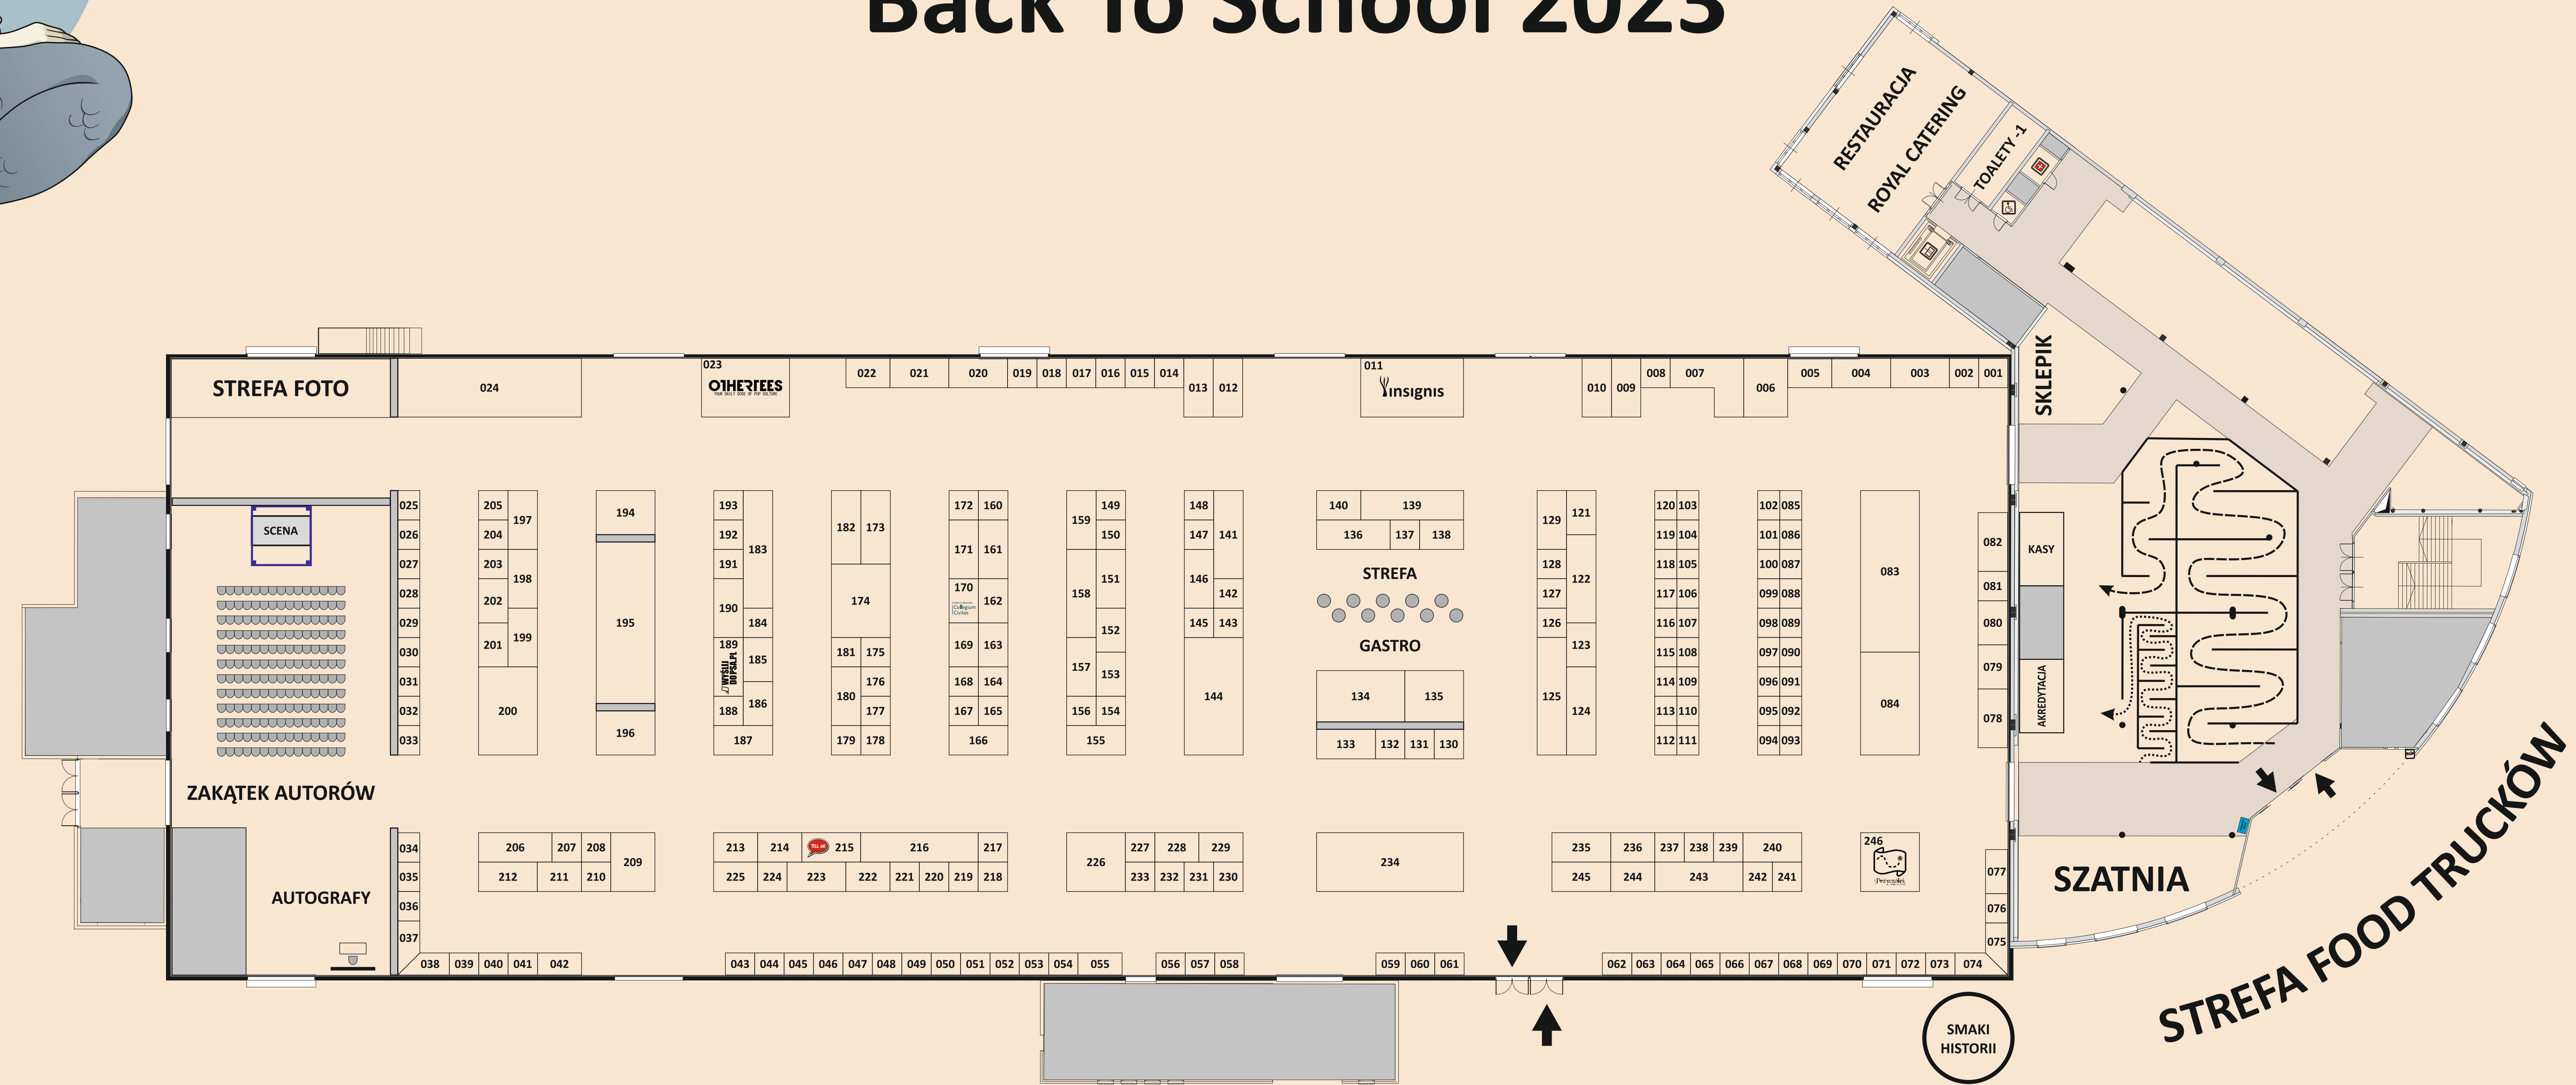 Back To School 2023
RESTAURACJA
ROYAL CATERING
TOALETY -1
SKLEPIK
STREFA FOTO
024
023
OTHERTEES
YOUR DAILY DOSE OF POP CULTURE
022 021 020 019 018 017 016 015 014
013 012
011
insignis
010 009
008 007
006
005 004 003 002 001
SCENA
ZAKĄTEK AUTORÓW
AUTOGRAFY
025
026
027
028
029
030
031
032
033
034
035
036
037
205 197
204
203 198
202
201 199
200
194
195
196
193 183
192
191
190 184
189
WYŚLIJ
DOPSA.PL
185
188 186
187
182 173
174
181 175
180 176
177
179 178
172 160
171 161
170 162
Collegium
Civitas
169 163
168 164
167 165
166
159 149
150
158 151
152
157 153
156 154
155
148 141
147
146 142
145 143
144
140 139
136 137 138
STREFA
GASTRO
134 135
133 132 131 130
129 121
128 122
127
126 123
125 124
120 103
119 104
118 105
117 106
116 107
115 108
114 109
113 110
112 111
102 085
101 086
100 087
099 088
098 089
097 090
096 091
095 092
094 093
083
084
082
081
080
079
078
KASY
AKREDYTACJA
206 207 208 209
212 211 210
213 214 TELL ME 215 216 217
225 224 223 222 221 220 219 218
226
227 228 229
233 232 231 230
234
235 236 237 238 239 240
245 244 243 242 241
246
077
076
075
SZATNIA
STREFA FOOD TRUCKÓW
038 039 040 041 042
043 044 045 046 047 048 049 050 051 052 053 054 055
056 057 058
059 060 061
062 063 064 065 066 067 068 069 070 071 072 073 074
SMAKI
HISTORII